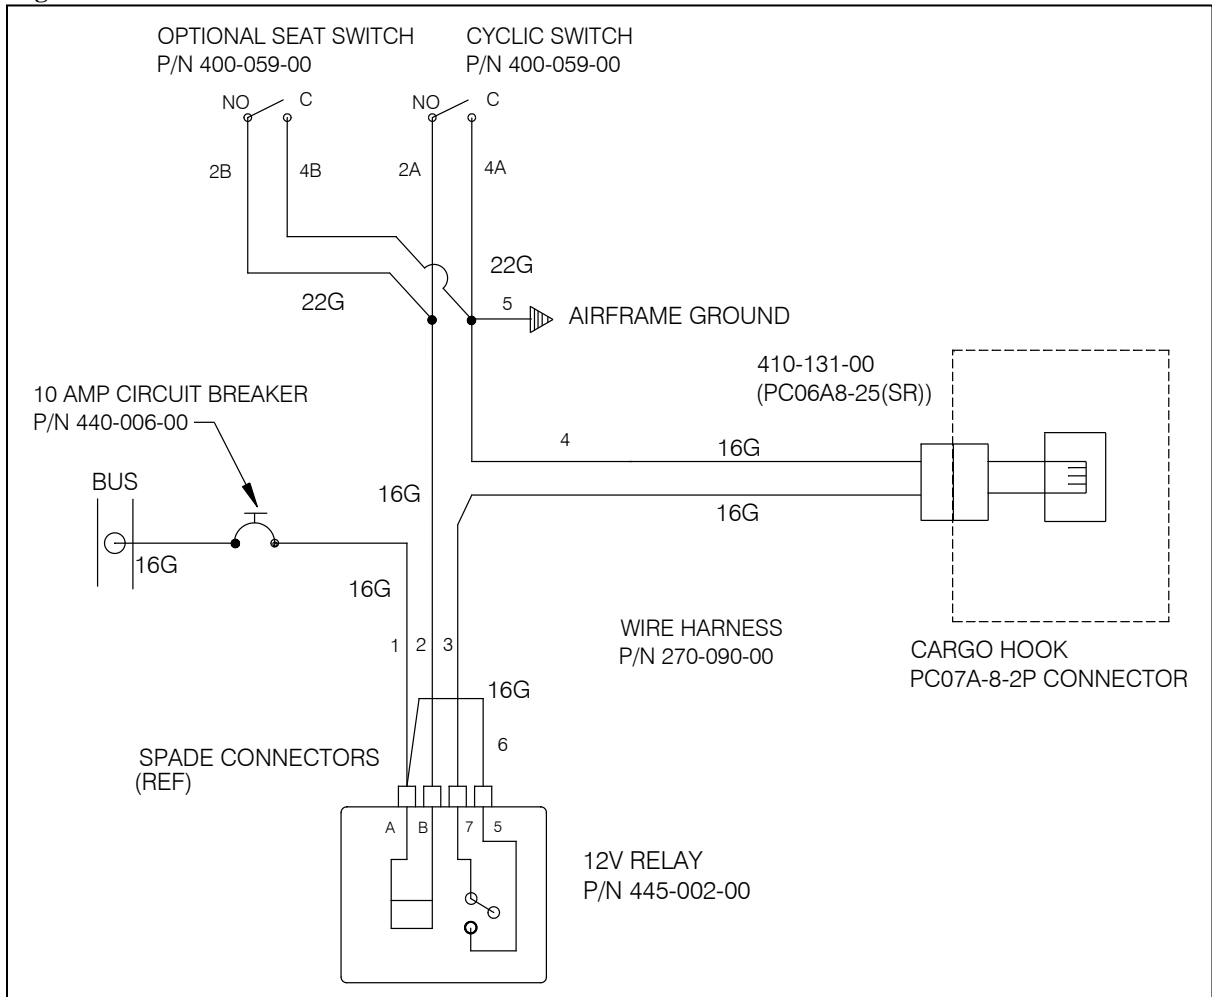 OPTIONAL SEAT SWITCH
P/N 400-059-00
CYCLIC SWITCH
P/N 400-059-00
NO
C
NO
C
2B
4B
2A
4A
22G
22G
5
AIRFRAME GROUND
410-131-00
(PC06A8-25(SR))
10 AMP CIRCUIT BREAKER
P/N 440-006-00
4
16G
BUS
16G
16G
16G
16G
1
2
3
WIRE HARNESS
P/N 270-090-00
CARGO HOOK
PC07A-8-2P CONNECTOR
16G
6
SPADE CONNECTORS
(REF)
A
B
7
5
12V RELAY
P/N 445-002-00